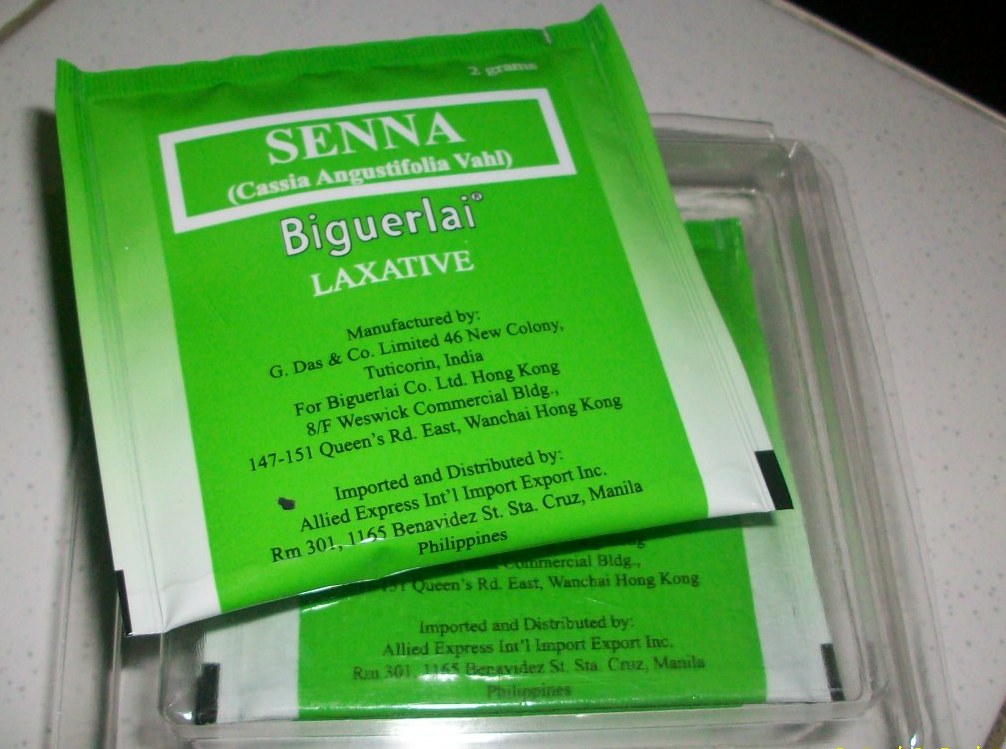 2 grams
SENNA
(Cassia Angustifolia Vahl)
Biguerlai®
LAXATIVE
Manufactured by:
G. Das & Co. Limited 46 New Colony,
Tuticorin, India
For Biguerlai Co. Ltd. Hong Kong
8/F Weswick Commercial Bldg.,
147-151 Queen's Rd. East, Wanchai Hong Kong
Imported and Distributed by:
Allied Express Int'l Import Export Inc.
Rm 301, 1165 Benavidez St. Sta. Cruz, Manila
Philippines
Commercial Bldg.,
Queen's Rd. East, Wanchai Hong Kong
Imported and Distributed by:
Allied Express Int'l Import Export Inc.
Rm 301, 1165 Benavidez St. Sta. Cruz, Manila
Philippines